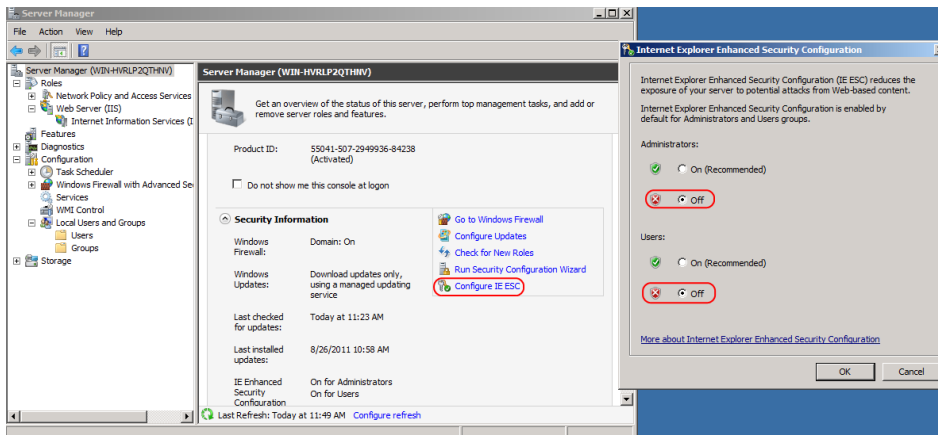 Server Manager
File Action View Help
Server Manager (WIN-HVRLP2QTHNV)
Roles
Network Policy and Access Services
Web Server (IIS)
Internet Information Services (I
Features
Diagnostics
Configuration
Task Scheduler
Windows Firewall with Advanced Se
Services
WMI Control
Local Users and Groups
Users
Groups
Storage
Server Manager (WIN-HVRLP2QTHNV)
Get an overview of the status of this server, perform top management tasks, and add or
remove server roles and features.
Product ID: 55041-507-2949936-84238
(Activated)
Do not show me this console at logon
Security Information
Windows Firewall: Domain: On
Windows Updates: Download updates only,
using a managed updating
service
Last checked for updates: Today at 11:23 AM
Last installed updates: 8/26/2011 10:58 AM
IE Enhanced Security Configuration On for Administrators
On for Users
Go to Windows Firewall
Configure Updates
Check for New Roles
Run Security Configuration Wizard
Configure IE ESC
Last Refresh: Today at 11:49 AM Configure refresh
Internet Explorer Enhanced Security Configuration
Internet Explorer Enhanced Security Configuration (IE ESC) reduces the
exposure of your server to potential attacks from Web-based content.
Internet Explorer Enhanced Security Configuration is enabled by
default for Administrators and Users groups.
Administrators:
On (Recommended)
Off
Users:
On (Recommended)
Off
More about Internet Explorer Enhanced Security Configuration
OK Cancel